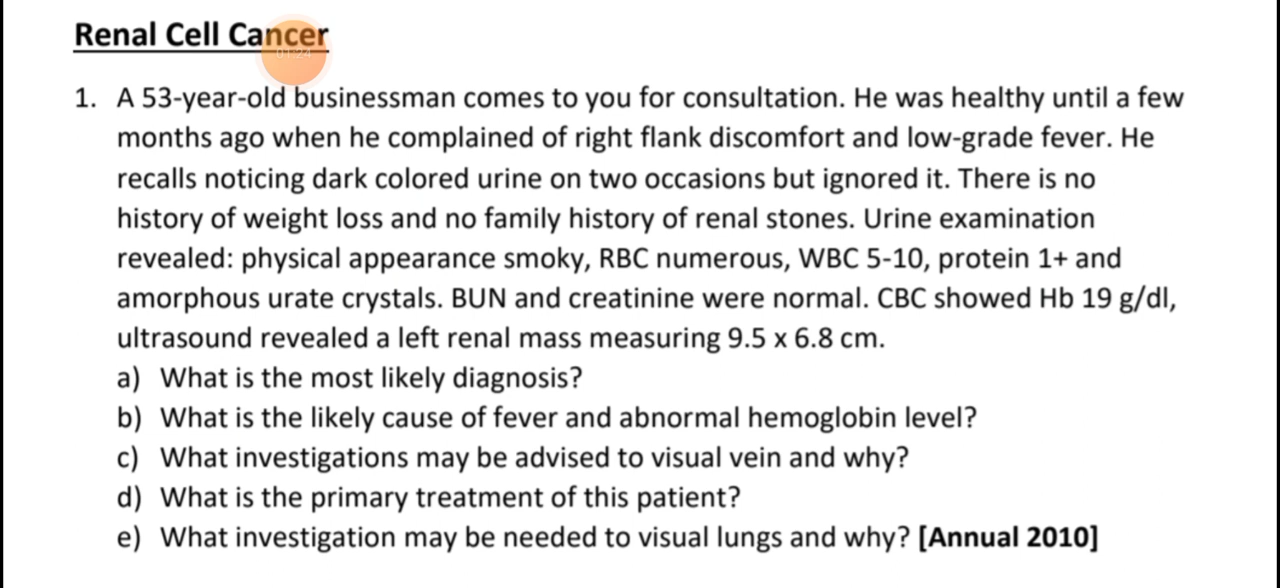 Renal Cell Cancer
01:24
1. A 53-year-old businessman comes to you for consultation. He was healthy until a few
months ago when he complained of right flank discomfort and low-grade fever. He
recalls noticing dark colored urine on two occasions but ignored it. There is no
history of weight loss and no family history of renal stones. Urine examination
revealed: physical appearance smoky, RBC numerous, WBC 5-10, protein 1+ and
amorphous urate crystals. BUN and creatinine were normal. CBC showed Hb 19 g/dl,
ultrasound revealed a left renal mass measuring 9.5 x 6.8 cm.
a) What is the most likely diagnosis?
b) What is the likely cause of fever and abnormal hemoglobin level?
c) What investigations may be advised to visual vein and why?
d) What is the primary treatment of this patient?
e) What investigation may be needed to visual lungs and why? [Annual 2010]